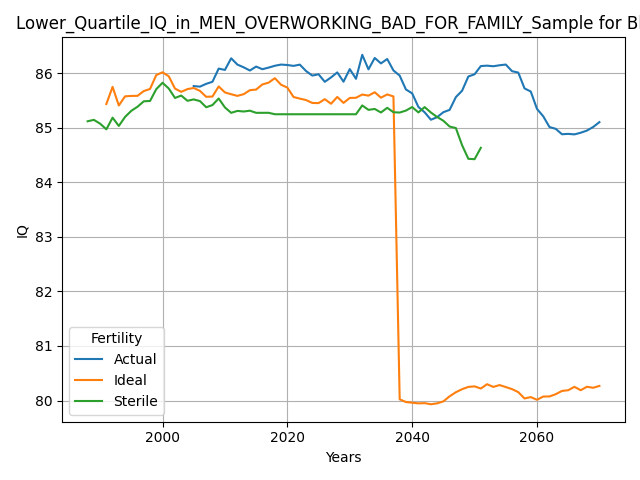 Lower_Quartile_IQ_in_MEN_OVERWORKING_BAD_FOR_FAMILY_Sample for
IQ
86
85
84
83
82
81
80
Fertility
Actual
Ideal
Sterile
2000 2020 2040 2060
Years